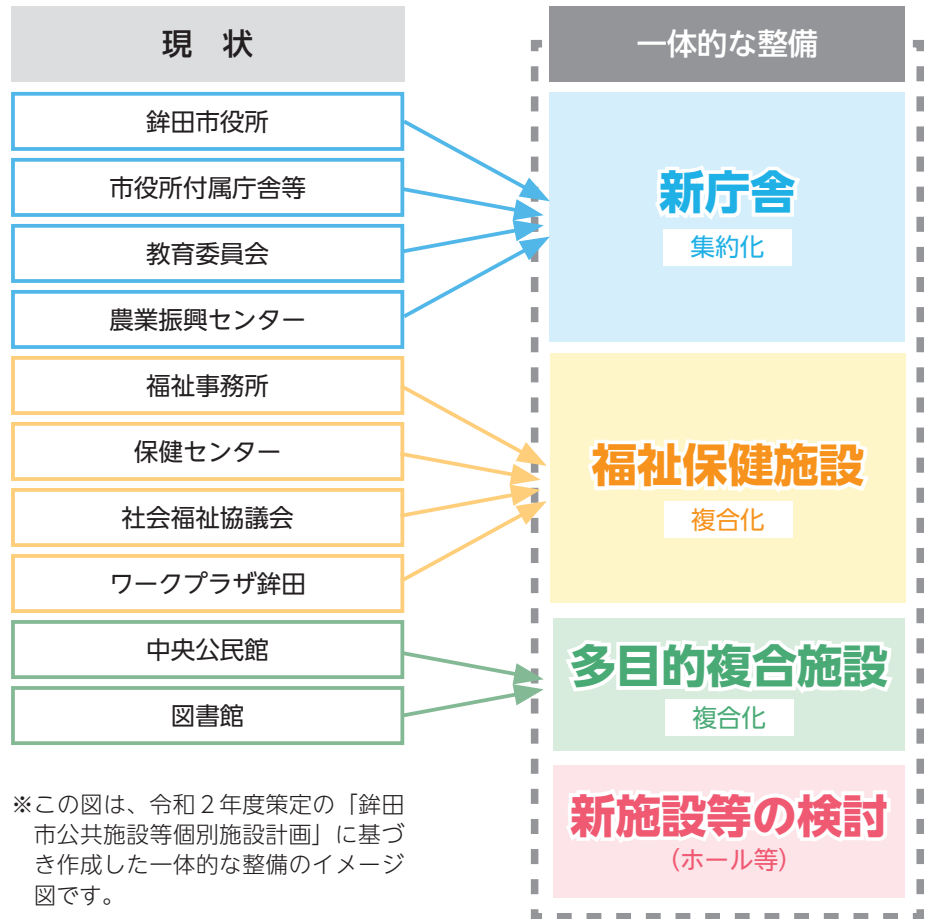 現 状
鉾田市役所
市役所付属庁舎等
教育委員会
農業振興センター
福祉事務所
保健センター
社会福祉協議会
ワークプラザ鉾田
中央公民館
図書館
※この図は、令和2年度策定の「鉾田
市公共施設等個別施設計画」に基づ
き作成した一体的な整備のイメージ
図です。
一体的な整備
新庁舎
集約化
福祉保健施設
複合化
多目的複合施設
複合化
新施設等の検討
(ホール等)